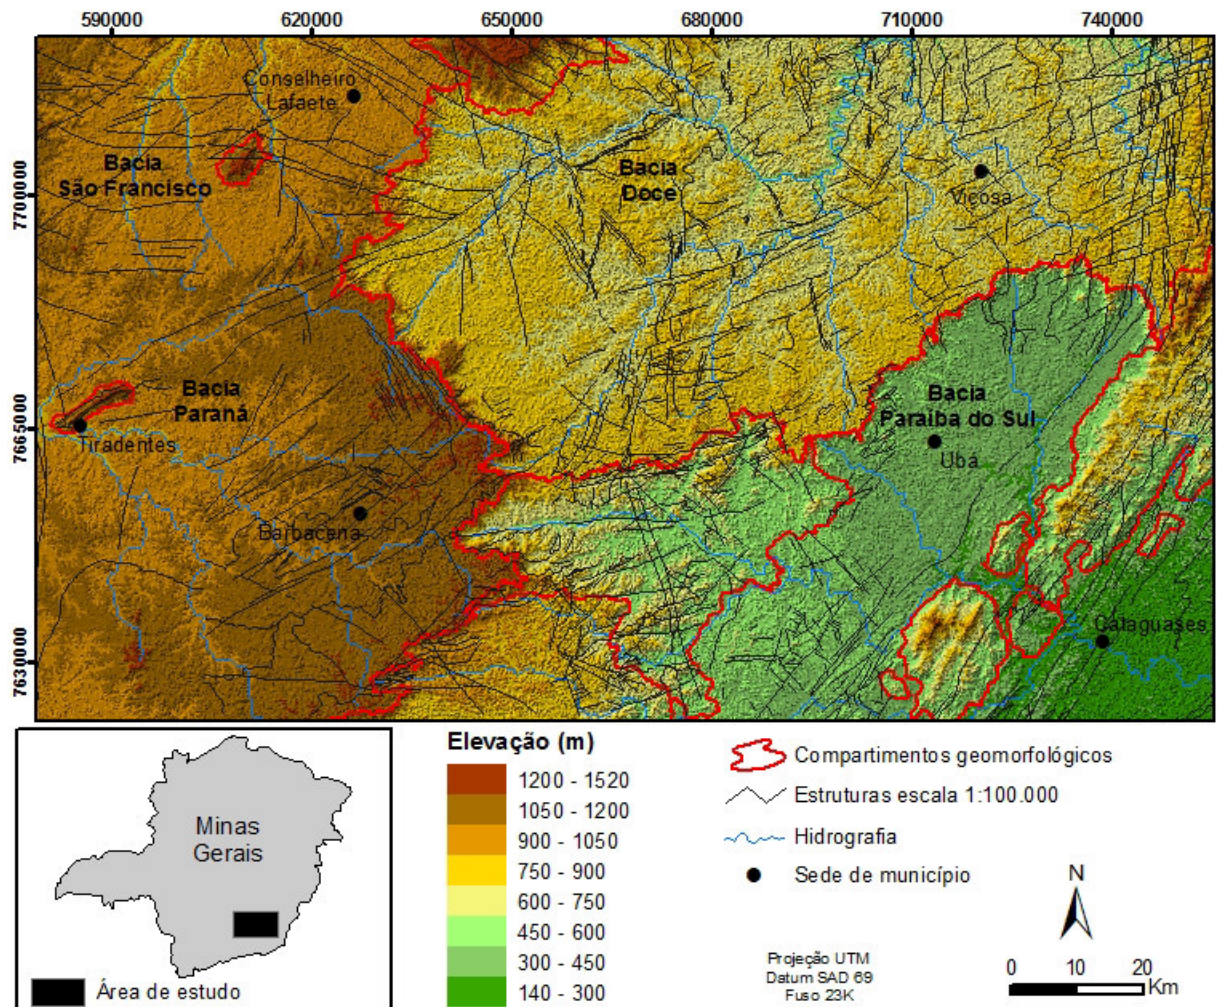 590000 620000 650000 680000 710000 740000
7700000
7665000
7630000
Conselheiro
Lafaete
Bacia
São Francisco
Bacia
Doce
Viçosa
Bacia
Paraná
Tiradentes
Bacia
Paraíba do Sul
Ubá
Barbacena
Cataguases
Minas
Gerais
Área de estudo
Elevação (m)
1200 - 1520
1050 - 1200
900 - 1050
750 - 900
600 - 750
450 - 600
300 - 450
140 - 300
Compartimentos geomorfológicos
Estruturas escala 1:100.000
Hidrografia
Sede de município
Projeção UTM
Datum SAD 69
Fuso 23K
N
0 10 20
Km